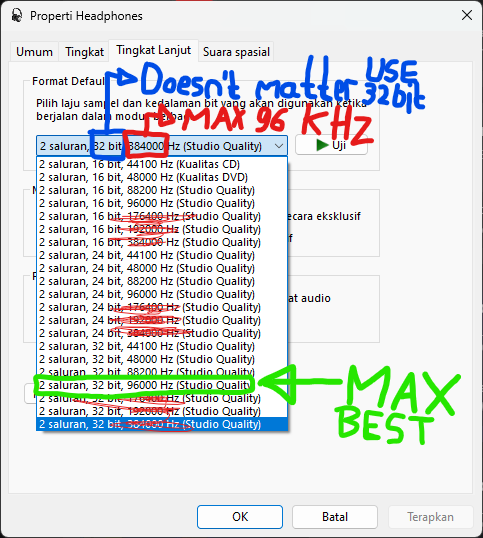 Properti Headphones
Umum Tingkat Tingkat Lanjut Suara spasial
Format Default
Doesn't matter USE 32bit
Pilih laju sampel dan kedalaman bit yang akan digunakan ketika
berjalan dalam modus berbag
MAX 96 KHZ
2 saluran, 32 bit, 384000 Hz (Studio Quality) Uji
2 saluran, 16 bit, 44100 Hz (Kualitas CD)
2 saluran, 16 bit, 48000 Hz (Kualitas DVD)
2 saluran, 16 bit, 88200 Hz (Studio Quality)
2 saluran, 16 bit, 96000 Hz (Studio Quality)
2 saluran, 16 bit, 176400 Hz (Studio Quality)
2 saluran, 16 bit, 192000 Hz (Studio Quality) ecara eksklusif
2 saluran, 16 bit, 384000 Hz (Studio Quality) if
2 saluran, 24 bit, 44100 Hz (Studio Quality)
2 saluran, 24 bit, 48000 Hz (Studio Quality)
2 saluran, 24 bit, 88200 Hz (Studio Quality)
2 saluran, 24 bit, 96000 Hz (Studio Quality) at audio
2 saluran, 24 bit, 176400 Hz (Studio Quality)
2 saluran, 24 bit, 192000 Hz (Studio Quality)
2 saluran, 24 bit, 384000 Hz (Studio Quality)
2 saluran, 32 bit, 44100 Hz (Studio Quality)
2 saluran, 32 bit, 48000 Hz (Studio Quality)
2 saluran, 32 bit, 88200 Hz (Studio Quality)
2 saluran, 32 bit, 96000 Hz (Studio Quality) MAX
2 saluran, 32 bit, 176400 Hz (Studio Quality)
2 saluran, 32 bit, 192000 Hz (Studio Quality) BEST
2 saluran, 32 bit, 384000 Hz (Studio Quality)
OK Batal Terapkan